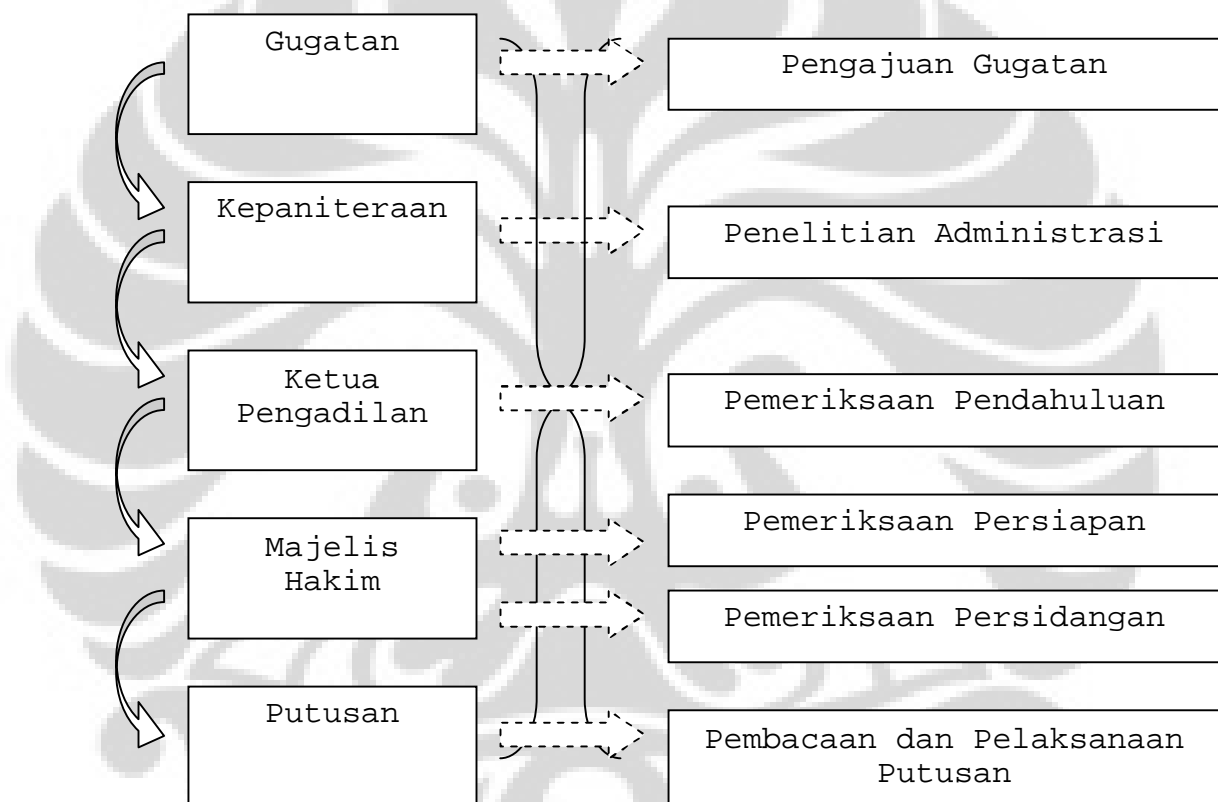 Gugatan
Pengajuan Gugatan
Kepaniteraan
Penelitian Administrasi
Ketua
Pengadilan
Pemeriksaan Pendahuluan
Majelis
Hakim
Pemeriksaan Persiapan
Pemeriksaan Persidangan
Putusan
Pembacaan dan Pelaksanaan
Putusan